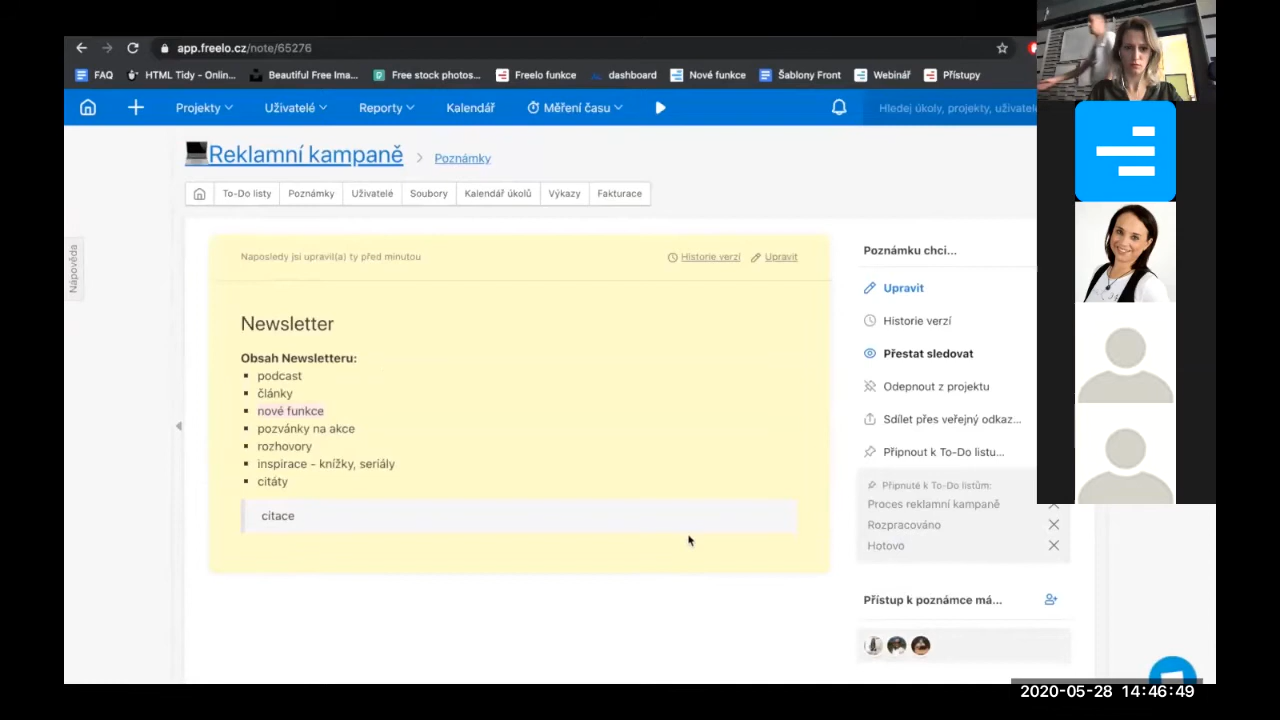 app.freelo.cz/note/65276
FAQ HTML Tidy - Onlin... Beautiful Free Ima... Free stock photos... Freelo funkce dashboard Nové funkce Šablony Front Webinář Přístupy
Projekty Uživatelé Reporty Kalendář Měření času Hledej úkoly, projekty, uživatele
Reklamní kampaně > Poznámky
To-Do listy Poznámky Uživatelé Soubory Kalendář úkolů Výkazy Fakturace
Nápověda
Naposledy jsi upravil(a) ty před minutou Historie verzí Upravit
Newsletter
Obsah Newsletteru:
podcast
články
nové funkce
pozvánky na akce
rozhovory
inspirace - knížky, seriály
citáty
citace
Poznámku chci...
Upravit
Historie verzí
Přestat sledovat
Odepnout z projektu
Sdílet přes veřejný odkaz...
Připnout k To-Do listu...
Připnuté k To-Do listům:
Proces reklamní kampaně
Rozpracováno
Hotovo
Přístup k poznámce má...
2020-05-28 14:46:49